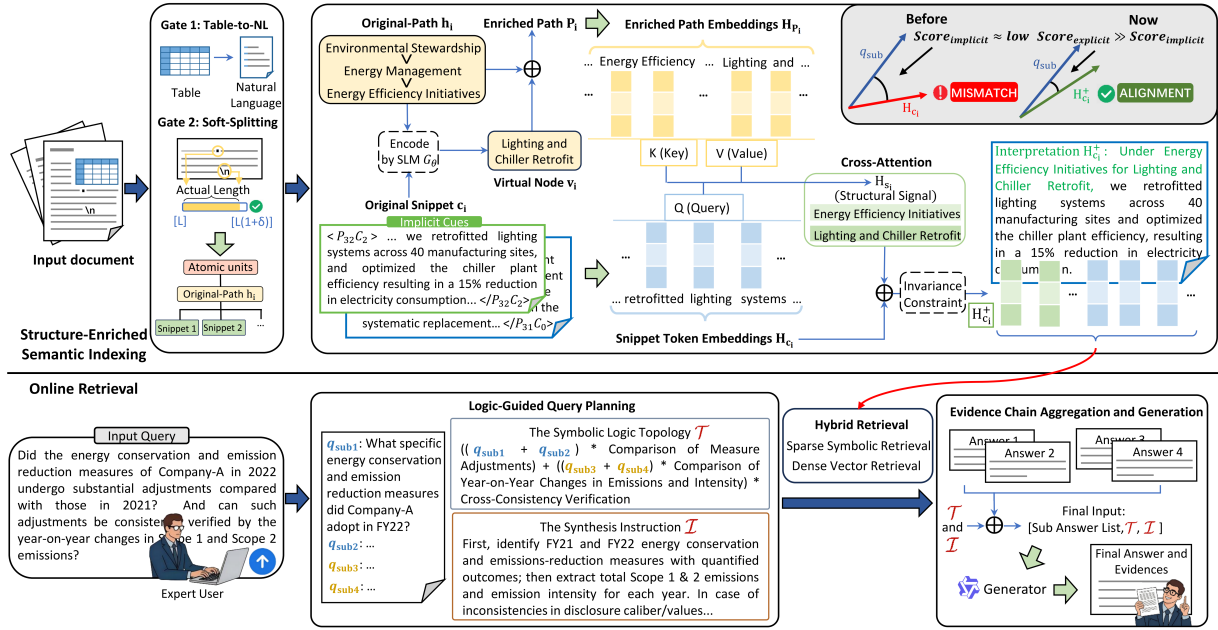 Gate 1: Table-to-NL
Table
Natural
Language
Gate 2: Soft-Splitting
\n
Actual Length
[L]
[L(1+δ)]
Atomic units
Original-Path h_i
Snippet 1
Snippet 2
...
\n
Input document
Structure-Enriched
Semantic Indexing
Original-Path h_i
Environmental Stewardship
Energy Management
Energy Efficiency Initiatives
Enriched Path P_i
Encode
by SLM G_θ
Lighting and
Chiller Retrofit
Virtual Node v_i
Original Snippet c_i
Implicit Cues
<P_32C_2> ... we retrofitted lighting
systems across 40 manufacturing sites,
and optimized the chiller plant
efficiency resulting in a 15% reduction
in electricity consumption... </P_32C_2>
systematic replacement... </P_31C_0>
Enriched Path Embeddings H_Pi
... Energy Efficiency ... Lighting and ...
... ... ...
K (Key)
V (Value)
Q (Query)
... ...
... retrofitted lighting systems ...
Snippet Token Embeddings H_ci
Cross-Attention
H_si
(Structural Signal)
Energy Efficiency Initiatives
Lighting and Chiller Retrofit
Invariance
Constraint
H_ci^+
Before
Score_implicit ≈ low
q_sub
H_ci
MISMATCH
Now
Score_explicit ≫ Score_implicit
q_sub
H_ci^+
ALIGNMENT
Interpretation H_ci^+: Under Energy
Efficiency Initiatives for Lighting and
Chiller Retrofit, we retrofitted
lighting systems across 40
manufacturing sites and optimized
the chiller plant efficiency, resulting
in a 15% reduction in electricity
... ...
Online Retrieval
Input Query
Did the energy conservation and emission
reduction measures of Company-A in 2022
undergo substantial adjustments compared
with those in 2021? And can such
adjustments be verified by the
year-on-year changes in 1 and Scope 2
emissions?
Expert User
Logic-Guided Query Planning
q_sub1: What specific
energy conservation
and emission
reduction measures
did Company-A
adopt in FY22?
q_sub2: ...
q_sub3: ...
q_sub4: ...
The Symbolic Logic Topology 𝒯
((q_sub1 + q_sub2) * Comparison of Measure
Adjustments) + ((q_sub3 + q_sub4) * Comparison of
Year-on-Year Changes in Emissions and Intensity) *
Cross-Consistency Verification
The Synthesis Instruction ℐ
First, identify FY21 and FY22 energy conservation
and emissions-reduction measures with quantified
outcomes; then extract total Scope 1 & 2 emissions
and emission intensity for each year. In case of
inconsistencies in disclosure caliber/values...
Hybrid Retrieval
Sparse Symbolic Retrieval
Dense Vector Retrieval
Evidence Chain Aggregation and Generation
Answer 1
Answer 2
Answer 3
Answer 4
𝒯
and
ℐ
Final Input:
[Sub Answer List, 𝒯, ℐ ]
Generator
Final Answer and
Evidences